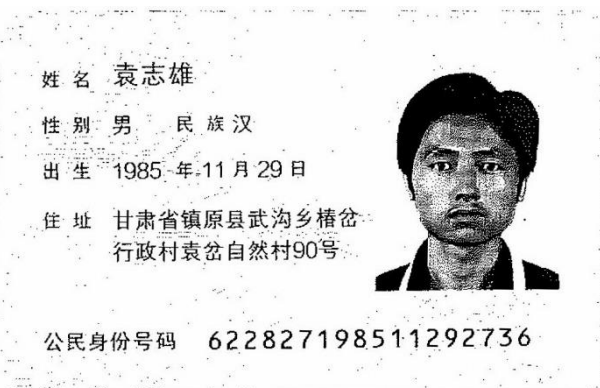 姓名 袁志雄
性别 男 民族 汉
出生 1985 年 11 月 29 日
住址 甘肃省镇原县武沟乡椿岔
行政村袁岔自然村90号
公民身份号码 622827198511292736